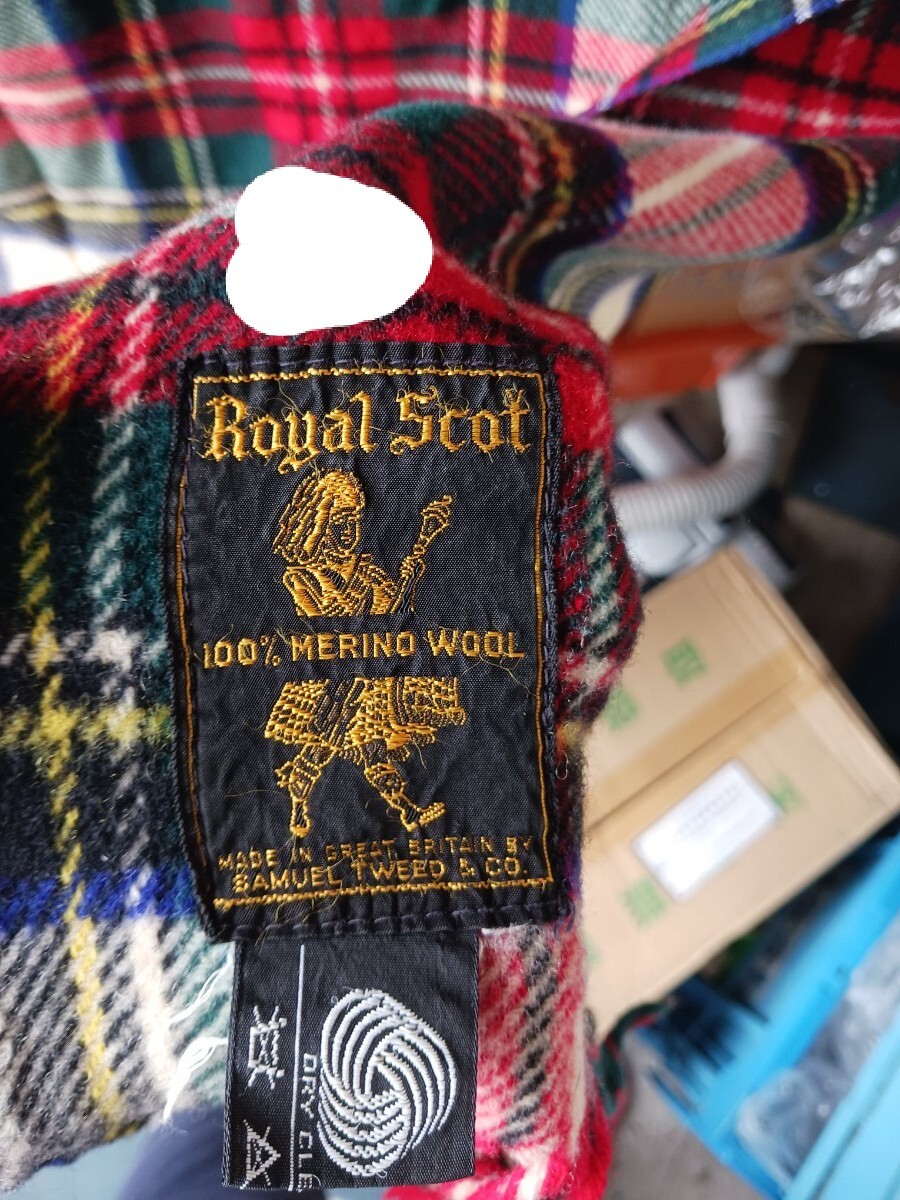 Royal Scot
100% MERINO WOOL
MADE IN GREAT BRITAIN BY
SAMUEL TWEED & CO.
DRY CLE